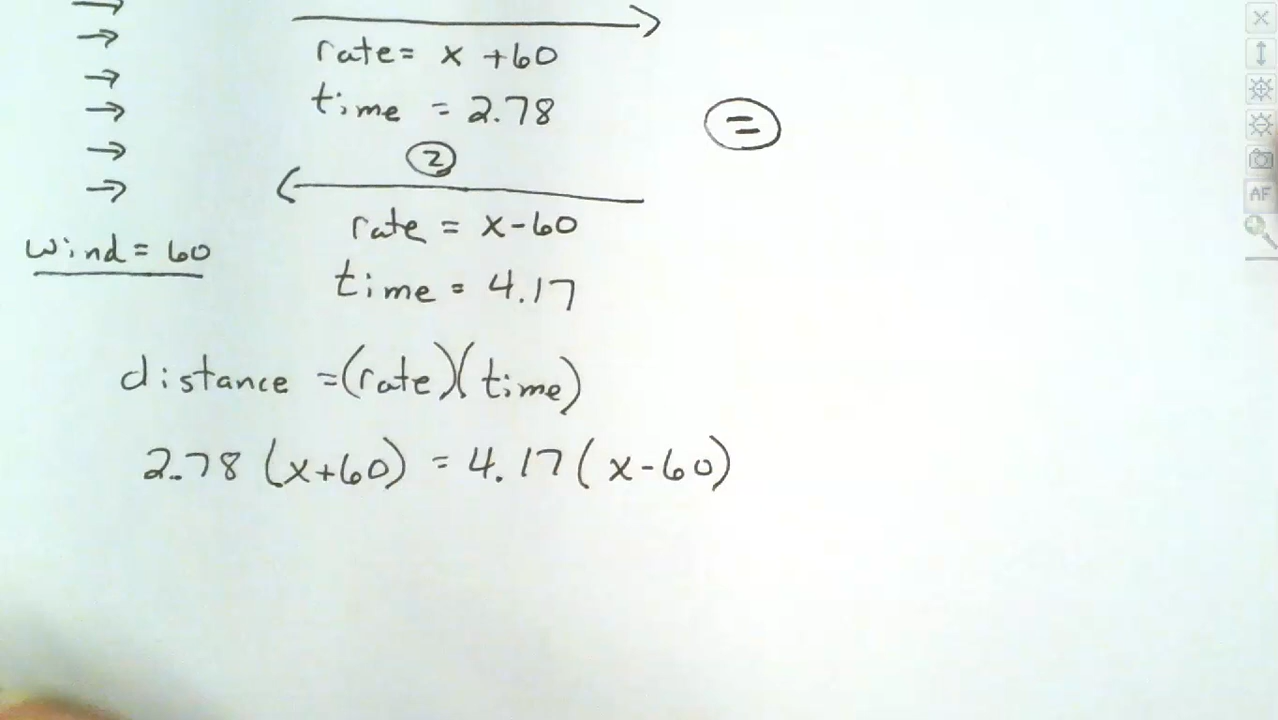 rate= x +60
time = 2.78
=
2
rate = x-60
wind = 60
time = 4.17
distance =(rate)(time)
2.78 (x+60) = 4.17( x-60)
AF